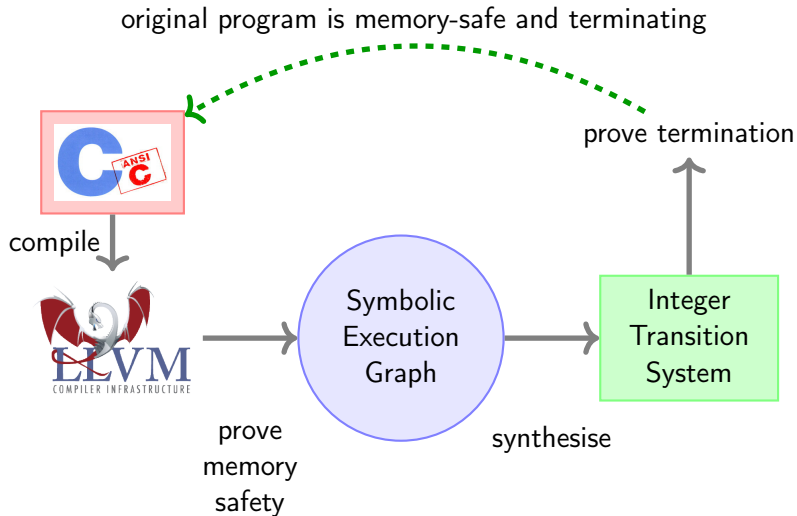 original program is memory-safe and terminating
C
ANSI
C
prove termination
compile
Symbolic
Execution
Graph
Integer
Transition
System
LLVM
COMPILER INFRASTRUCTURE
prove
memory
safety
synthesise